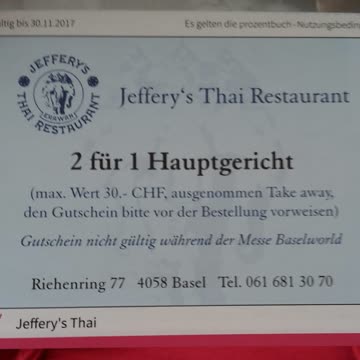 ltig bis 30.11.2017
Es gelten die prozentbuch-Nutzungsbedin
JEFFERY'S
THAI RESTAURANT
Jeffery's Thai Restaurant
2 für 1 Hauptgericht
(max. Wert 30.- CHF, ausgenommen Take away,
den Gutschein bitte vor der Bestellung vorweisen)
Gutschein nicht gültig während der Messe Baselworld
Riehenring 77 4058 Basel Tel. 061 681 30 70
Jeffery's Thai